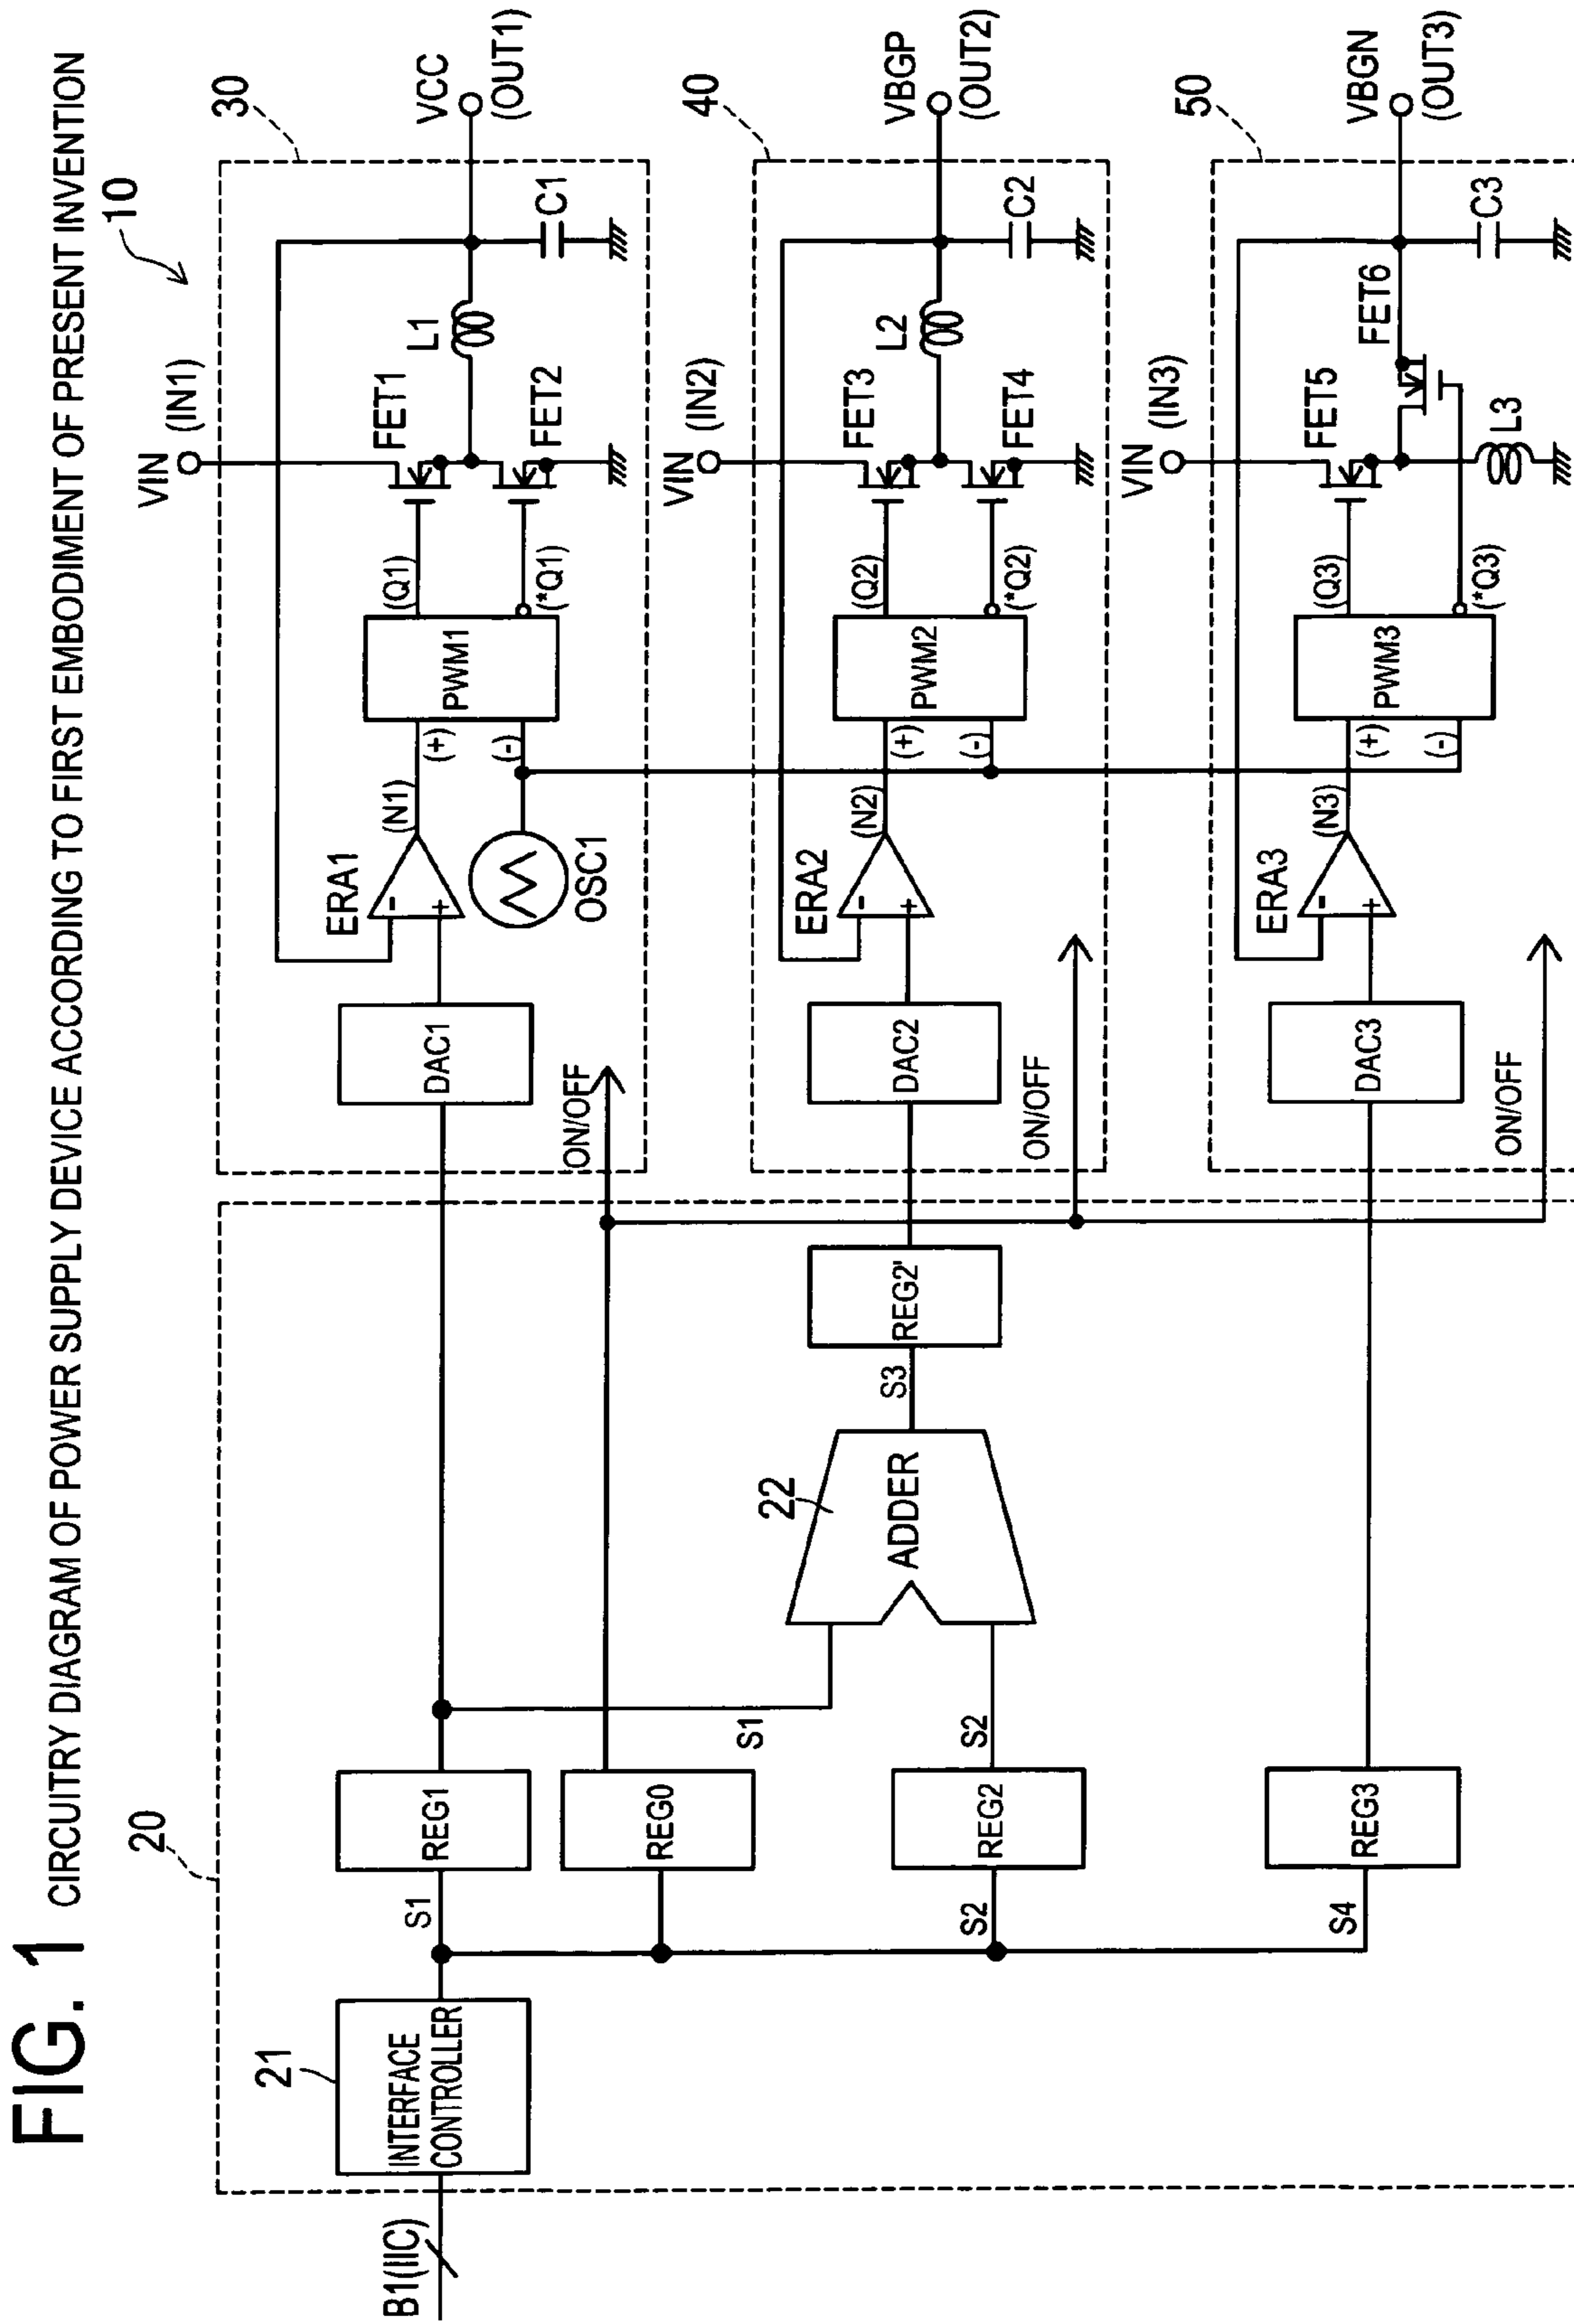 FIG. 1 CIRCUITRY DIAGRAM OF POWER SUPPLY DEVICE ACCORDING TO FIRST EMBODIMENT OF PRESENT INVENTION
10
20
B1(IIC)
21
INTERFACE
CONTROLLER
S1
REG1
REG0
S2
REG2
S4
REG3
S1
S2
22
ADDER
S3
REG2'
30
ON/OFF
DAC1
ERA1
-
+
(N1)
OSC1
(+)
(-)
PWM1
(Q1)
(*Q1)
VIN
(IN1)
FET1
FET2
L1
C1
VCC
(OUT1)
40
ON/OFF
DAC2
ERA2
-
+
(N2)
(+)
(-)
PWM2
(Q2)
(*Q2)
VIN
(IN2)
FET3
FET4
L2
C2
VBGP
(OUT2)
50
ON/OFF
DAC3
ERA3
-
+
(N3)
(+)
(-)
PWM3
(Q3)
(*Q3)
VIN
(IN3)
FET5
L3
FET6
C3
VBGN
(OUT3)